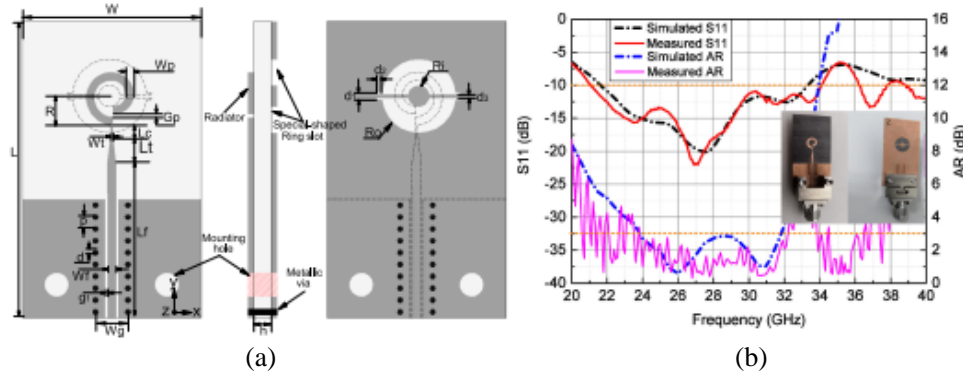 W
Wp
d₂
Ri
d₁
d₃
R
Gp
Radiator
Special-shaped
Ring slot
Ro
Lc
Wt
Lt
L
Lf
Mounting
hole
Wf
Metallic
via
Y
Z
X
Wg
h
(a)
Simulated S11
Measured S11
Simulated AR
Measured AR
0
-5
-10
-15
-20
-25
-30
-35
-40
S11 (dB)
16
14
12
10
8
6
4
2
0
AR (dB)
20
22
24
26
28
30
32
34
36
38
40
Frequency (GHz)
(b)